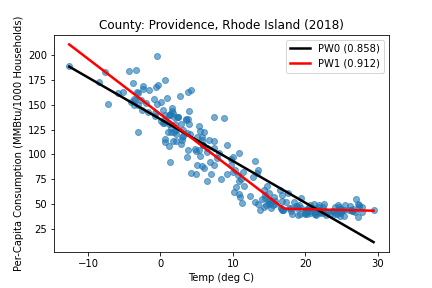 County: Providence, Rhode Island (2018)
PW0 (0.858)
PW1 (0.912)
Per-Capita Consumption (MMBtu/1000 Households)
200
175
150
125
100
75
50
25
−10 0 10 20 30
Temp (deg C)